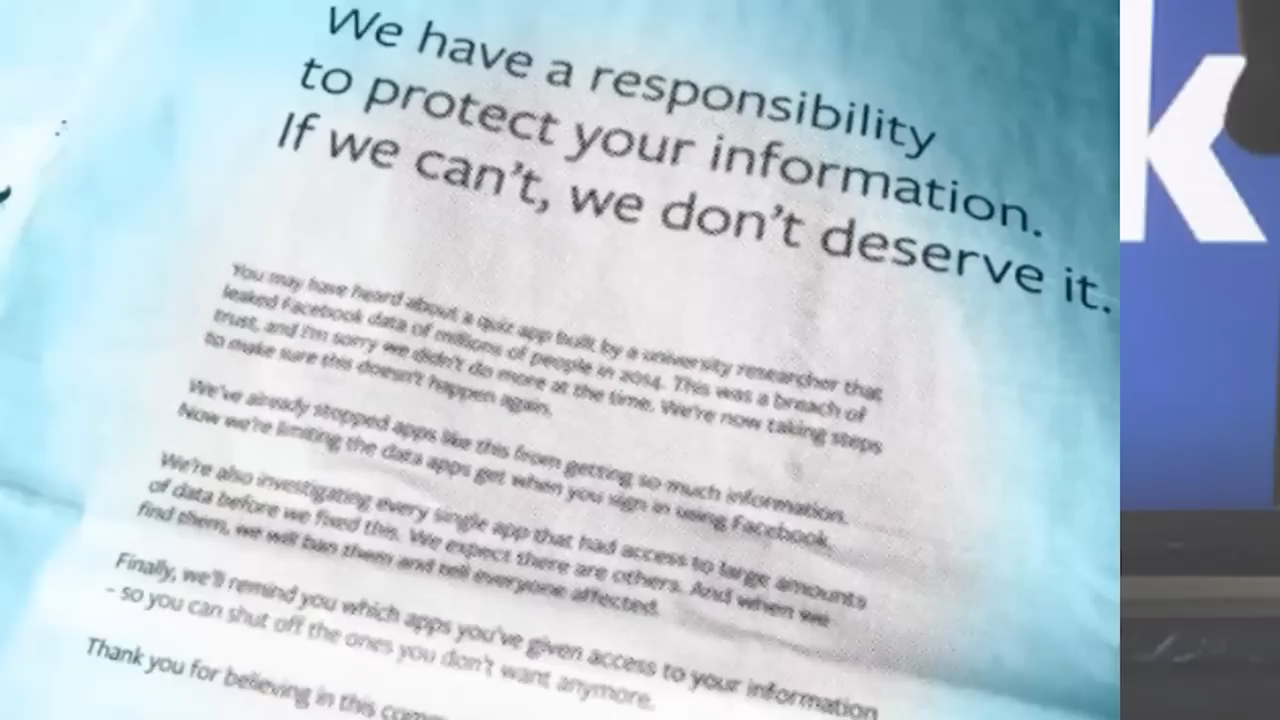 We have a responsibility
to protect your information.
If we can't, we don't deserve it.
You may have heard about a quiz app built by a university researcher that
leaked Facebook data of millions of people in 2014. This was a breach of
trust, and I'm sorry we didn't do more at the time. We're now taking steps
to make sure this doesn't happen again.
We've already stopped apps like this from getting so much information.
Now we're limiting the data apps get when you sign in using Facebook.
We're also investigating every single app that had access to large amounts
of data before we fixed this. We expect there are others. And when we
find them, we will ban them and tell everyone affected.
Finally, we'll remind you which apps you've given access to your information
– so you can shut off the ones you don't want anymore.
Thank you for believing in this
k